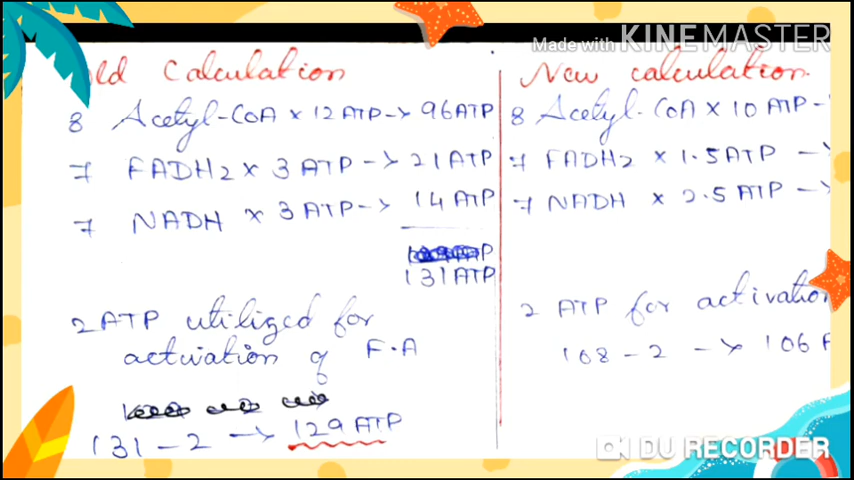 Made with KINEMASTER
Old Calculation
8 Acetyl-CoA × 12 ATP -> 96 ATP
7 FADH2 × 3 ATP -> 21 ATP
7 NADH × 3 ATP -> 14 ATP
131 ATP
2 ATP utilized for
activation of F.A
131 - 2 -> 129 ATP
New calculation.
8 Acetyl-CoA × 10 ATP -
7 FADH2 × 1.5 ATP ->
7 NADH × 2.5 ATP ->
2 ATP for activation
108 - 2 -> 106 A
DU RECORDER